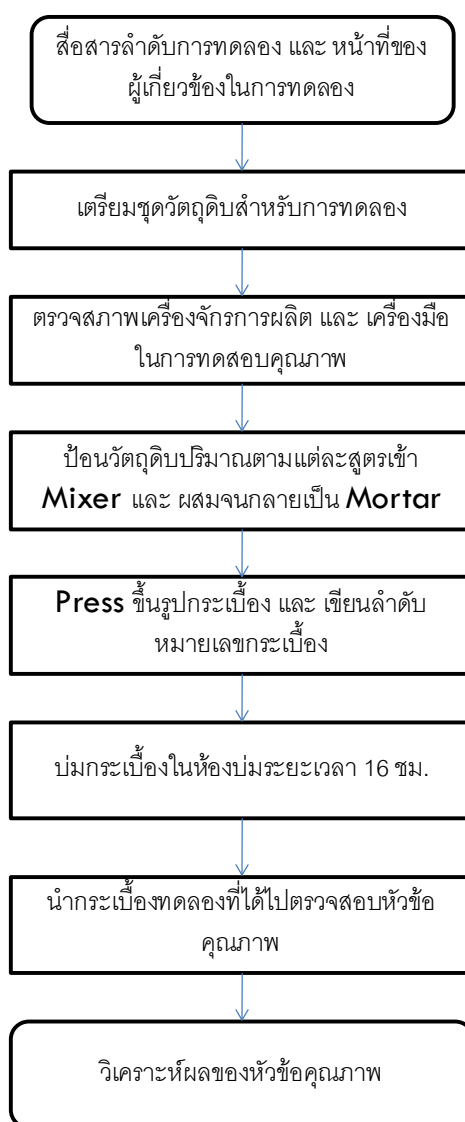 สื่อสารลำดับการทดลอง และ หน้าที่ของ
ผู้เกี่ยวข้องในการทดลอง
เตรียมชุดวัตถุดิบสำหรับการทดลอง
ตรวจสภาพเครื่องจักรการผลิต และ เครื่องมือ
ในการทดสอบคุณภาพ
ป้อนวัตถุดิบปริมาณตามแต่ละสูตรเข้า
Mixer และ ผสมจนกลายเป็น Mortar
Press ขึ้นรูปกระเบื้อง และ เขียนลำดับ
หมายเลขกระเบื้อง
บ่มกระเบื้องในห้องบ่มระยะเวลา 16 ชม.
นำกระเบื้องทดลองที่ได้ไปตรวจสอบหัวข้อ
คุณภาพ
วิเคราะห์ผลของหัวข้อคุณภาพ